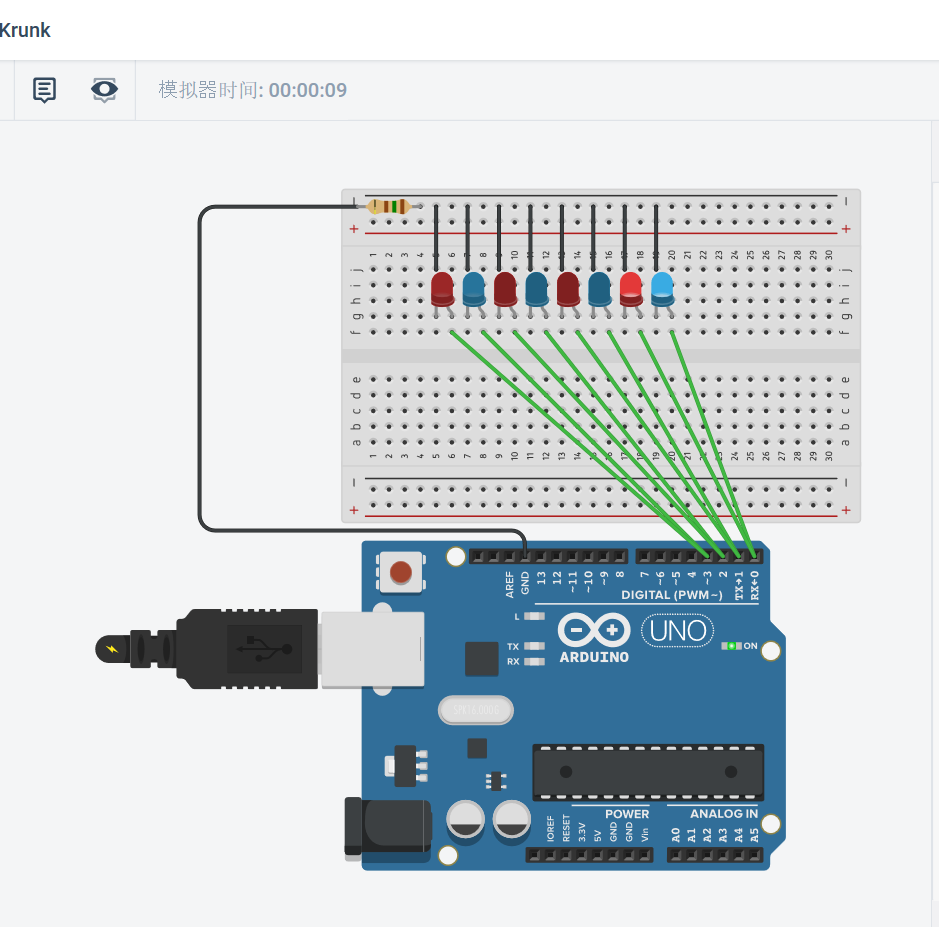 Krunk
模拟器时间: 00:00:09
− −
+ +
1 2 3 4 5 6 7 8 9 10 11 12 13 14 15 16 17 18 19 20 21 22 23 24 25 26 27 28 29 30
j j
i i
h h
g g
f f
e e
d d
c c
b b
a a
1 2 3 4 5 6 7 8 9 10 11 12 13 14 15 16 17 18 19 20 21 22 23 24 25 26 27 28 29 30
− −
+ +
AREF GND 13 12 ~11 ~10 ~9 8 7 ~6 ~5 4 ~3 2 TX→1 RX←0
DIGITAL (PWM~)
L
TX
RX
ARDUINO
UNO
ON
IOREF RESET 3.3V 5V GND GND Vin
POWER
ANALOG IN
A0 A1 A2 A3 A4 A5